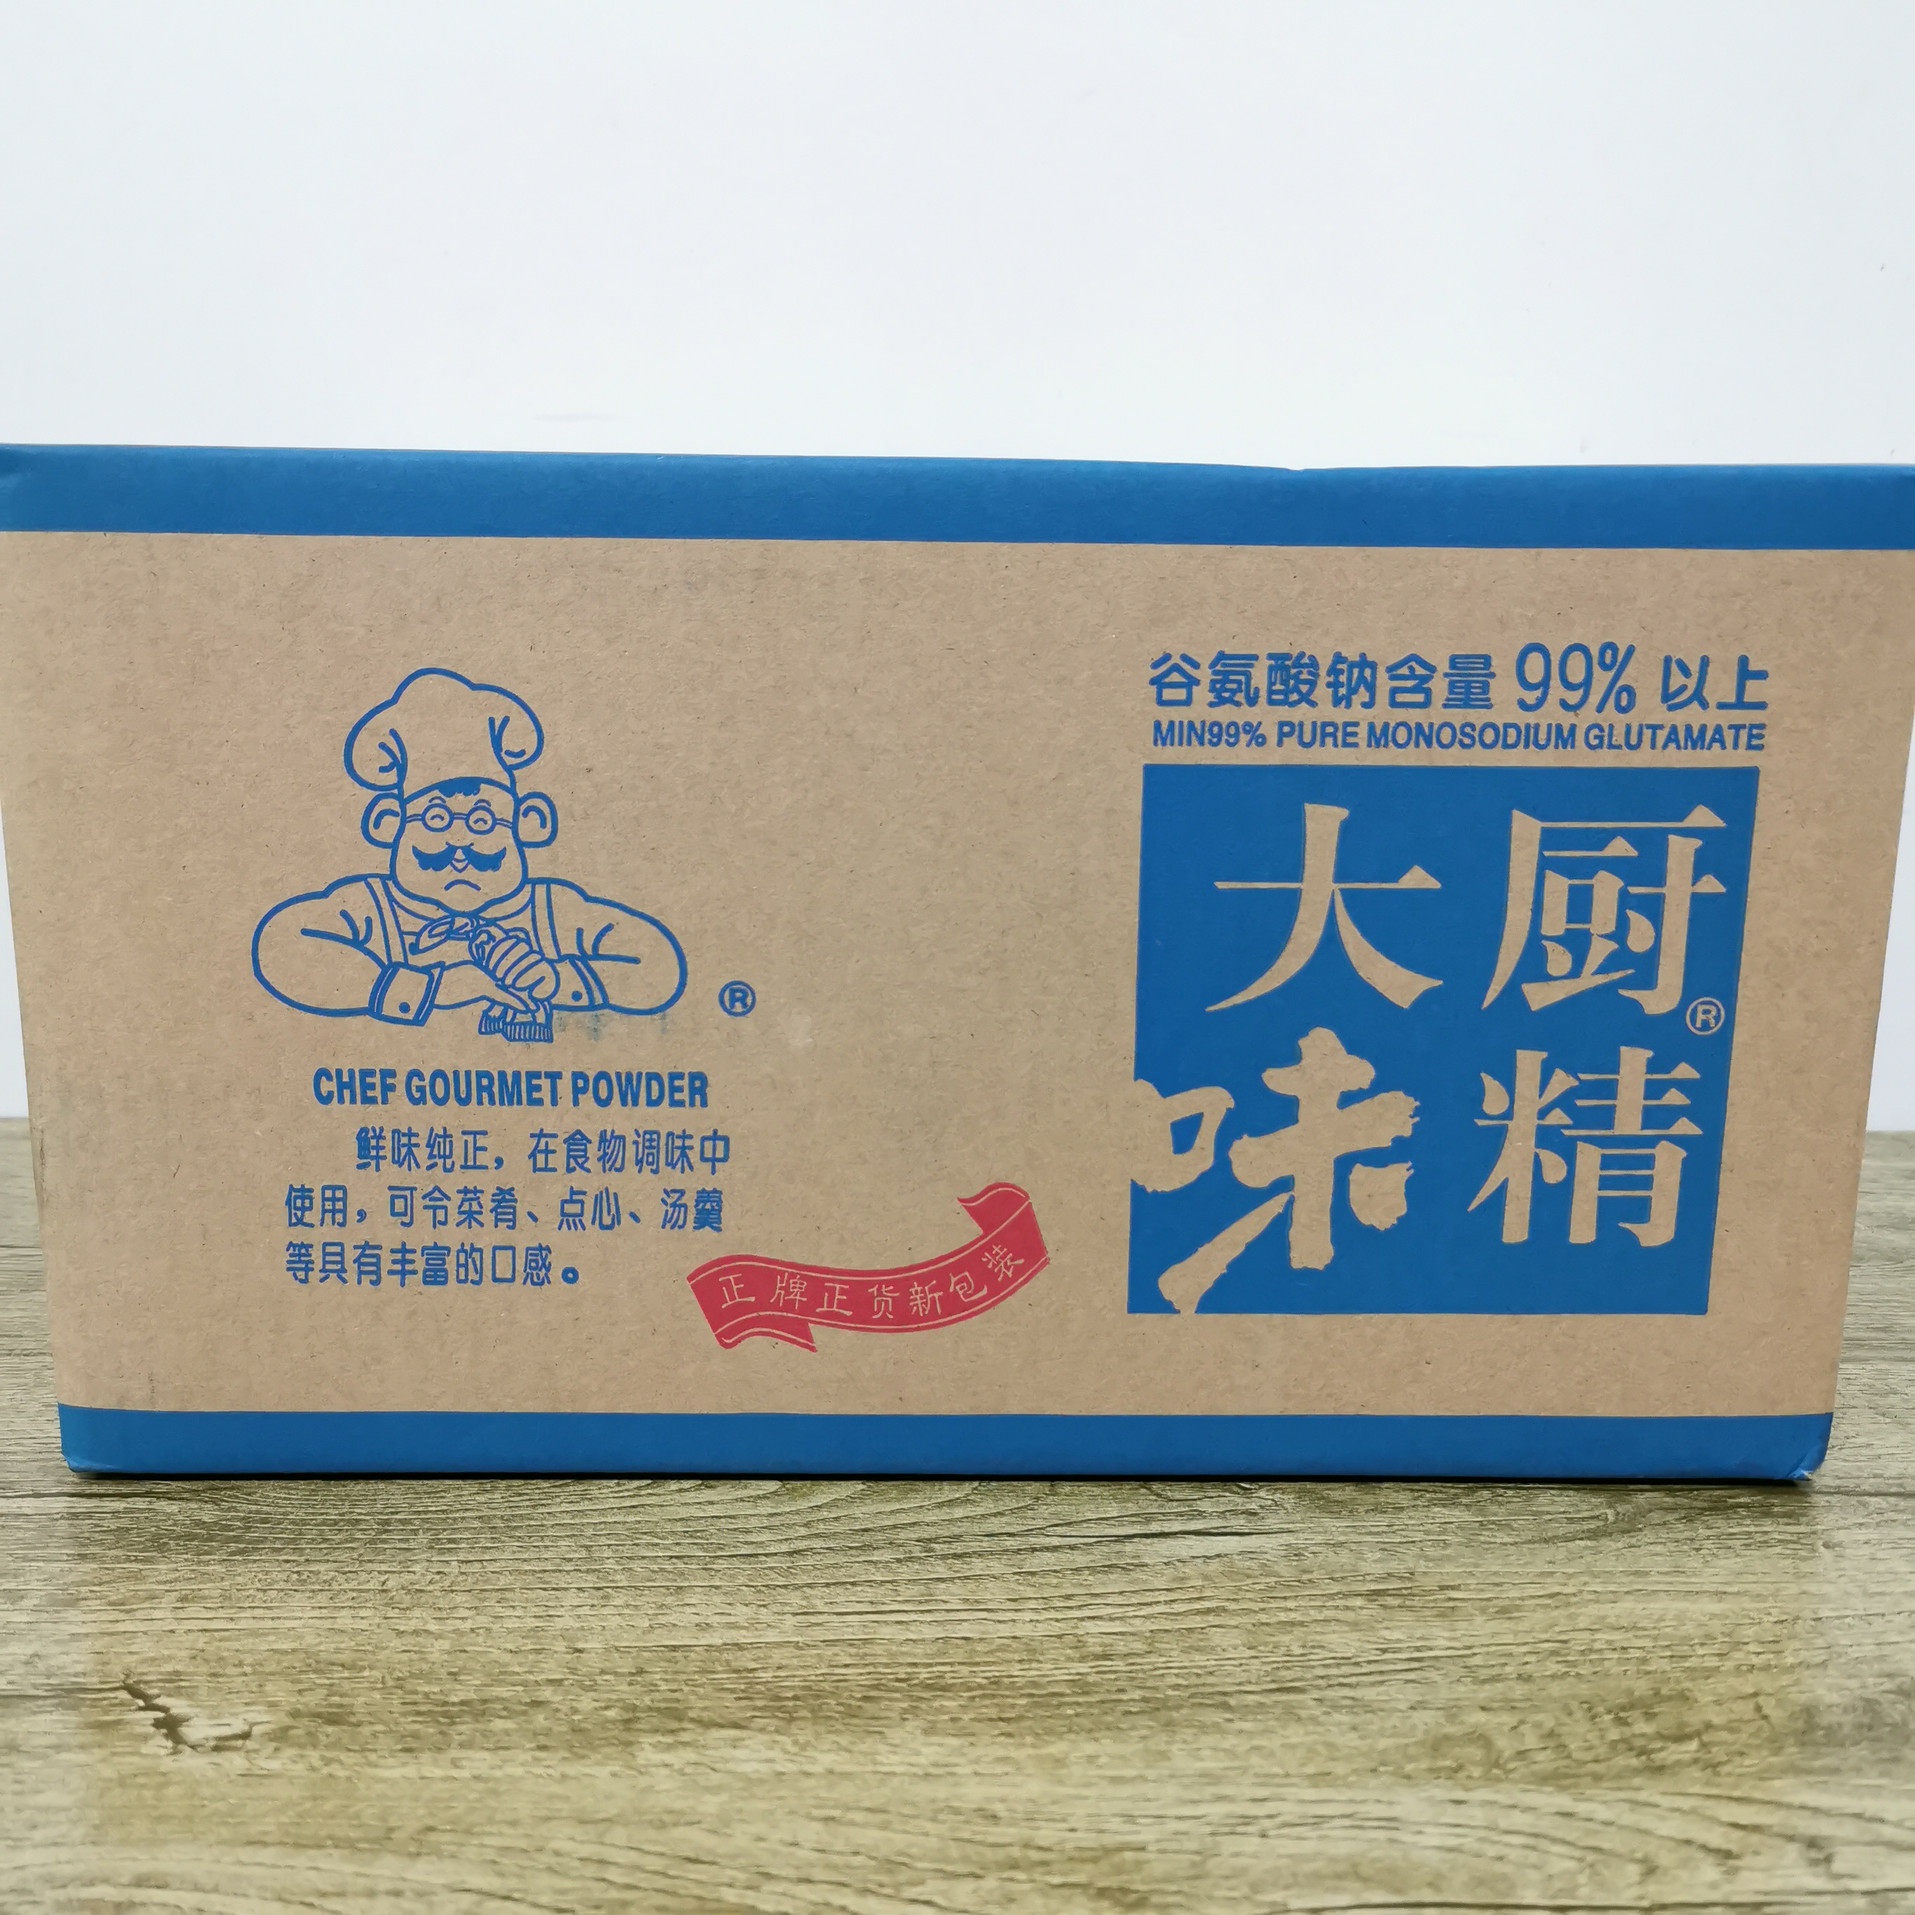 谷氨酸钠含量 99% 以上
MIN99% PURE MONOSODIUM GLUTAMATE
大厨®
味精
®
CHEF GOURMET POWDER
鲜味纯正，在食物调味中
使用，可令菜肴、点心、汤羹
等具有丰富的口感。
正牌正货新包装